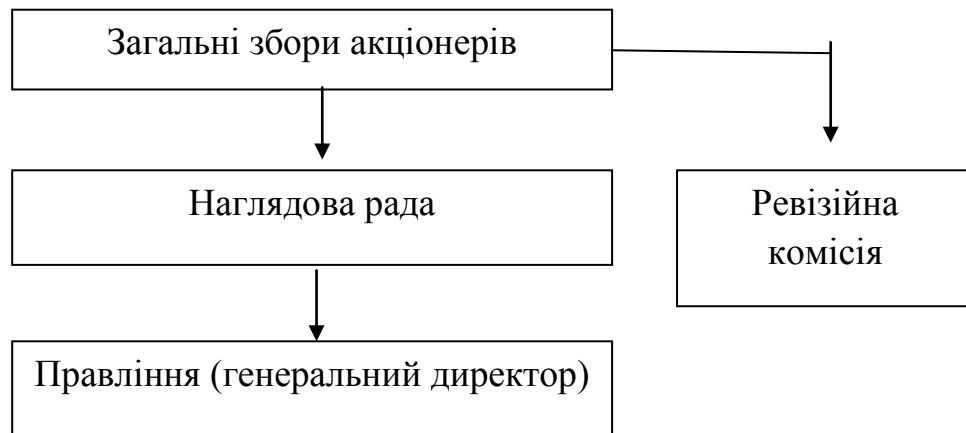 Загальні збори акціонерів
Наглядова рада
Ревізійна
комісія
Правління (генеральний директор)